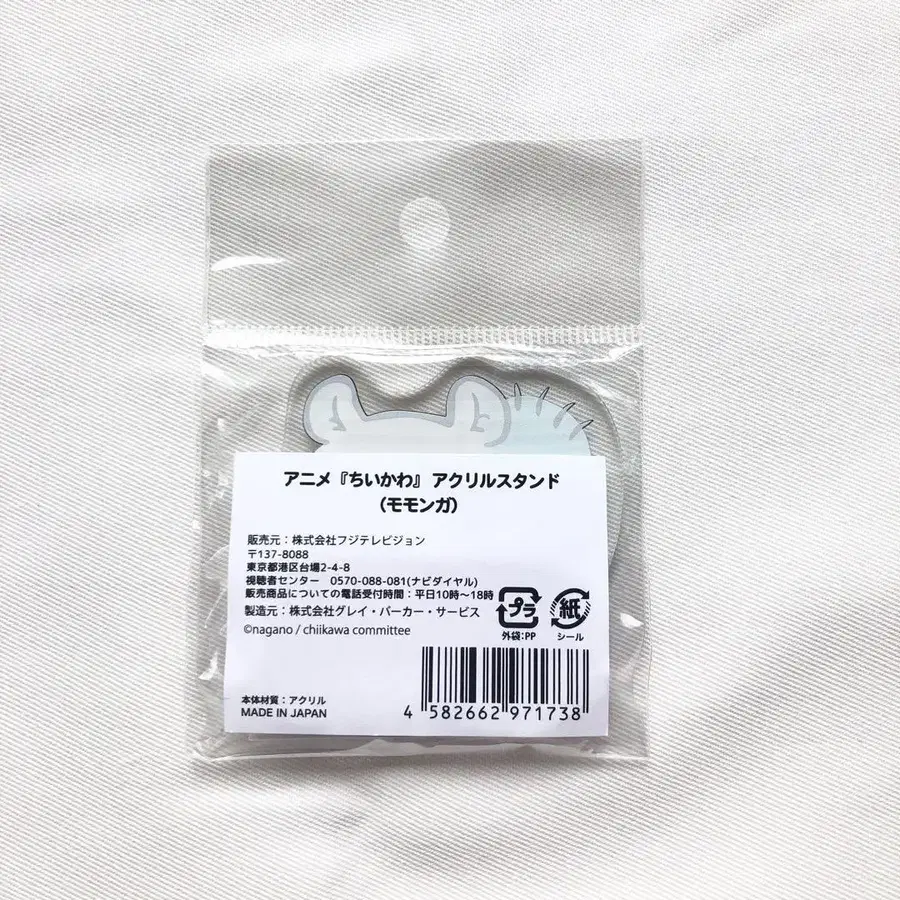 アニメ『ちいかわ』 アクリルスタンド
(モモンガ)
販売元：株式会社フジテレビジョン
〒137-8088
東京都港区台場2-4-8
視聴者センター 0570-088-081(ナビダイヤル)
販売商品についての電話受付時間：平日10時～18時
製造元：株式会社グレイ・パーカー・サービス
©nagano / chiikawa committee
プラ
外袋:PP
紙
シール
本体材質：アクリル
MADE IN JAPAN
4 582662 971738